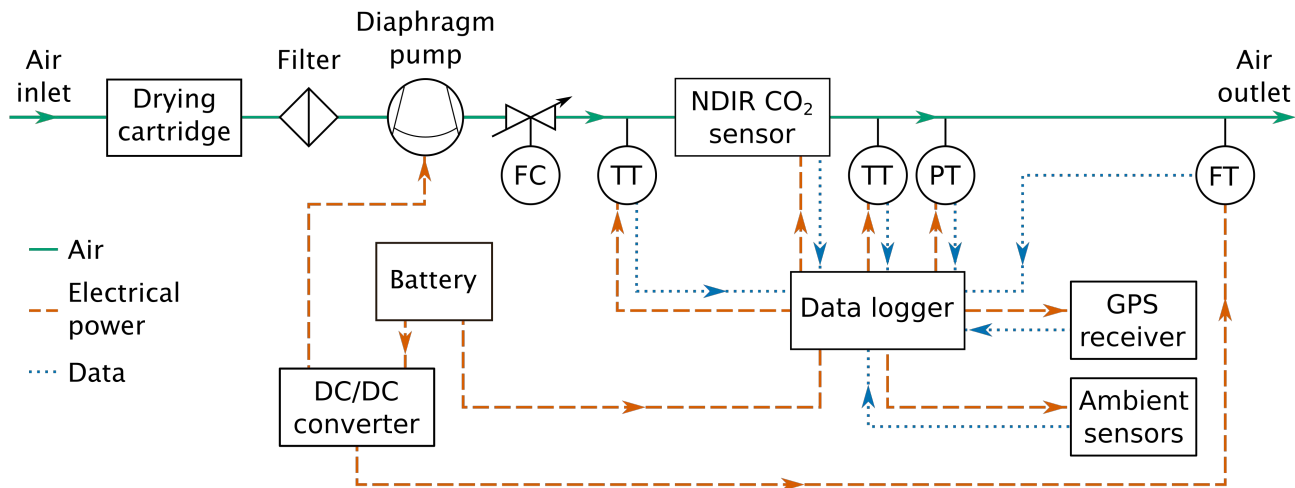 Diaphragm
pump
Air
inlet
Filter
Air
outlet
Drying
cartridge
NDIR CO₂
sensor
FC
TT
TT
PT
FT
Air
Electrical
power
Data
Battery
Data logger
GPS
receiver
DC/DC
converter
Ambient
sensors